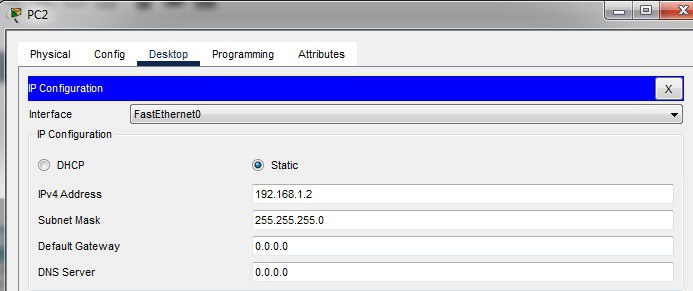 PC2
Physical Config Desktop Programming Attributes
IP Configuration X
Interface FastEthernet0
IP Configuration
DHCP Static
IPv4 Address 192.168.1.2
Subnet Mask 255.255.255.0
Default Gateway 0.0.0.0
DNS Server 0.0.0.0